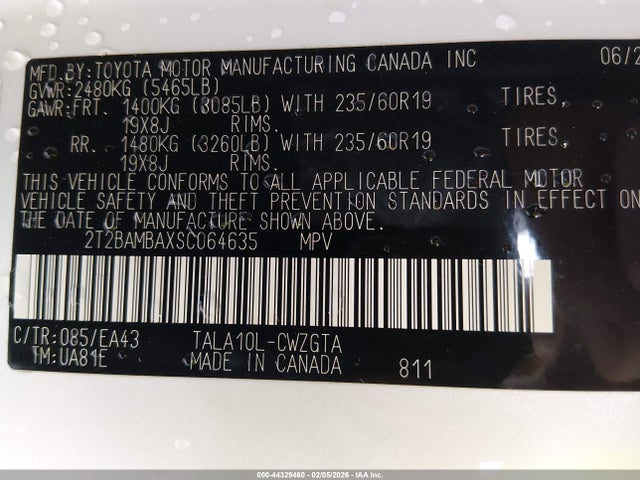 MFD.BY:TOYOTA MOTOR MANUFACTURING CANADA INC 06/2
GVWR:2480KG (5465LB)
GAWR:FRT. 1400KG (3085LB) WITH 235/60R19 TIRES,
19X8J RIMS.
RR. 1480KG (3260LB) WITH 235/60R19 TIRES,
19X8J RIMS.
THIS VEHICLE CONFORMS TO ALL APPLICABLE FEDERAL MOTOR
VEHICLE SAFETY AND THEFT PREVENTION STANDARDS IN EFFECT ON
THE DATE OF MANUFACTURE SHOWN ABOVE.
2T2BAMBAXSC064635 MPV
C/TR:085/EA43 TALA10L-CWZGTA
TM:UA81E MADE IN CANADA 811
000-44329460 - 02/05/2026 - IAA Inc.